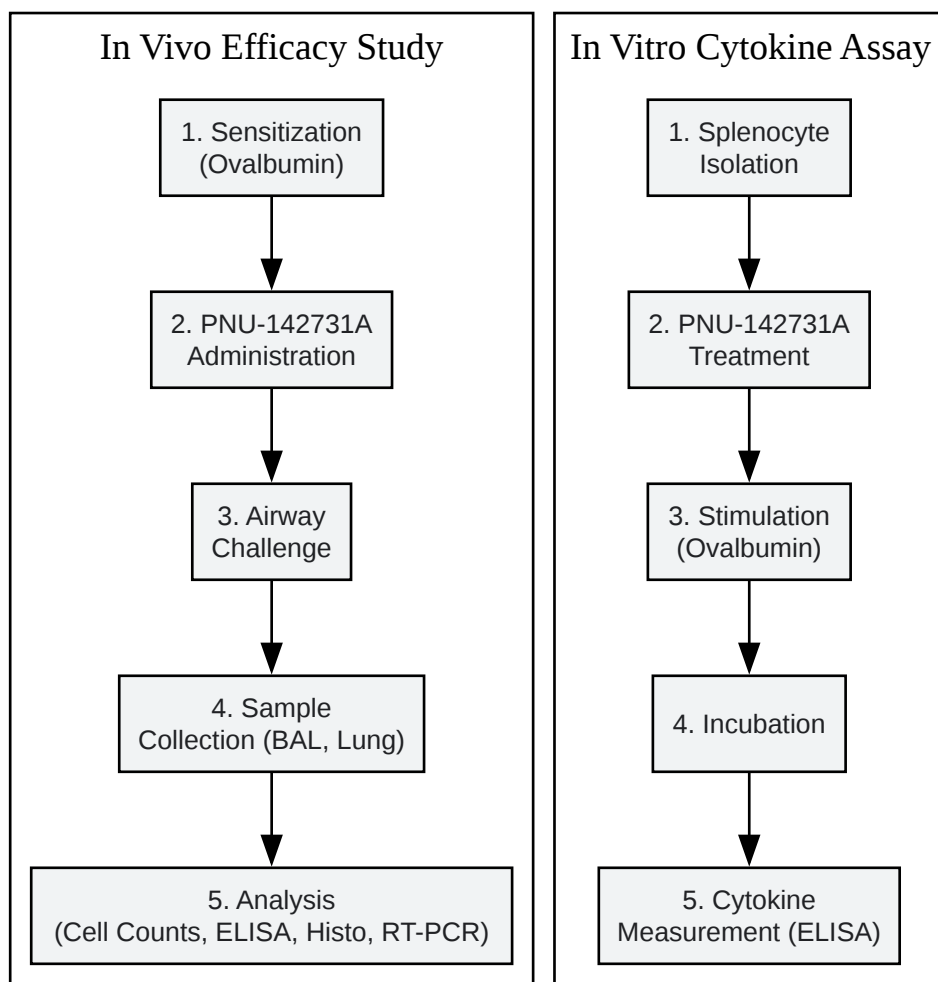 In Vivo Efficacy Study
1. Sensitization
(Ovalbumin)
2. PNU-142731A
Administration
3. Airway
Challenge
4. Sample
Collection (BAL, Lung)
5. Analysis
(Cell Counts, ELISA, Histo, RT-PCR)
In Vitro Cytokine Assay
1. Splenocyte
Isolation
2. PNU-142731A
Treatment
3. Stimulation
(Ovalbumin)
4. Incubation
5. Cytokine
Measurement (ELISA)